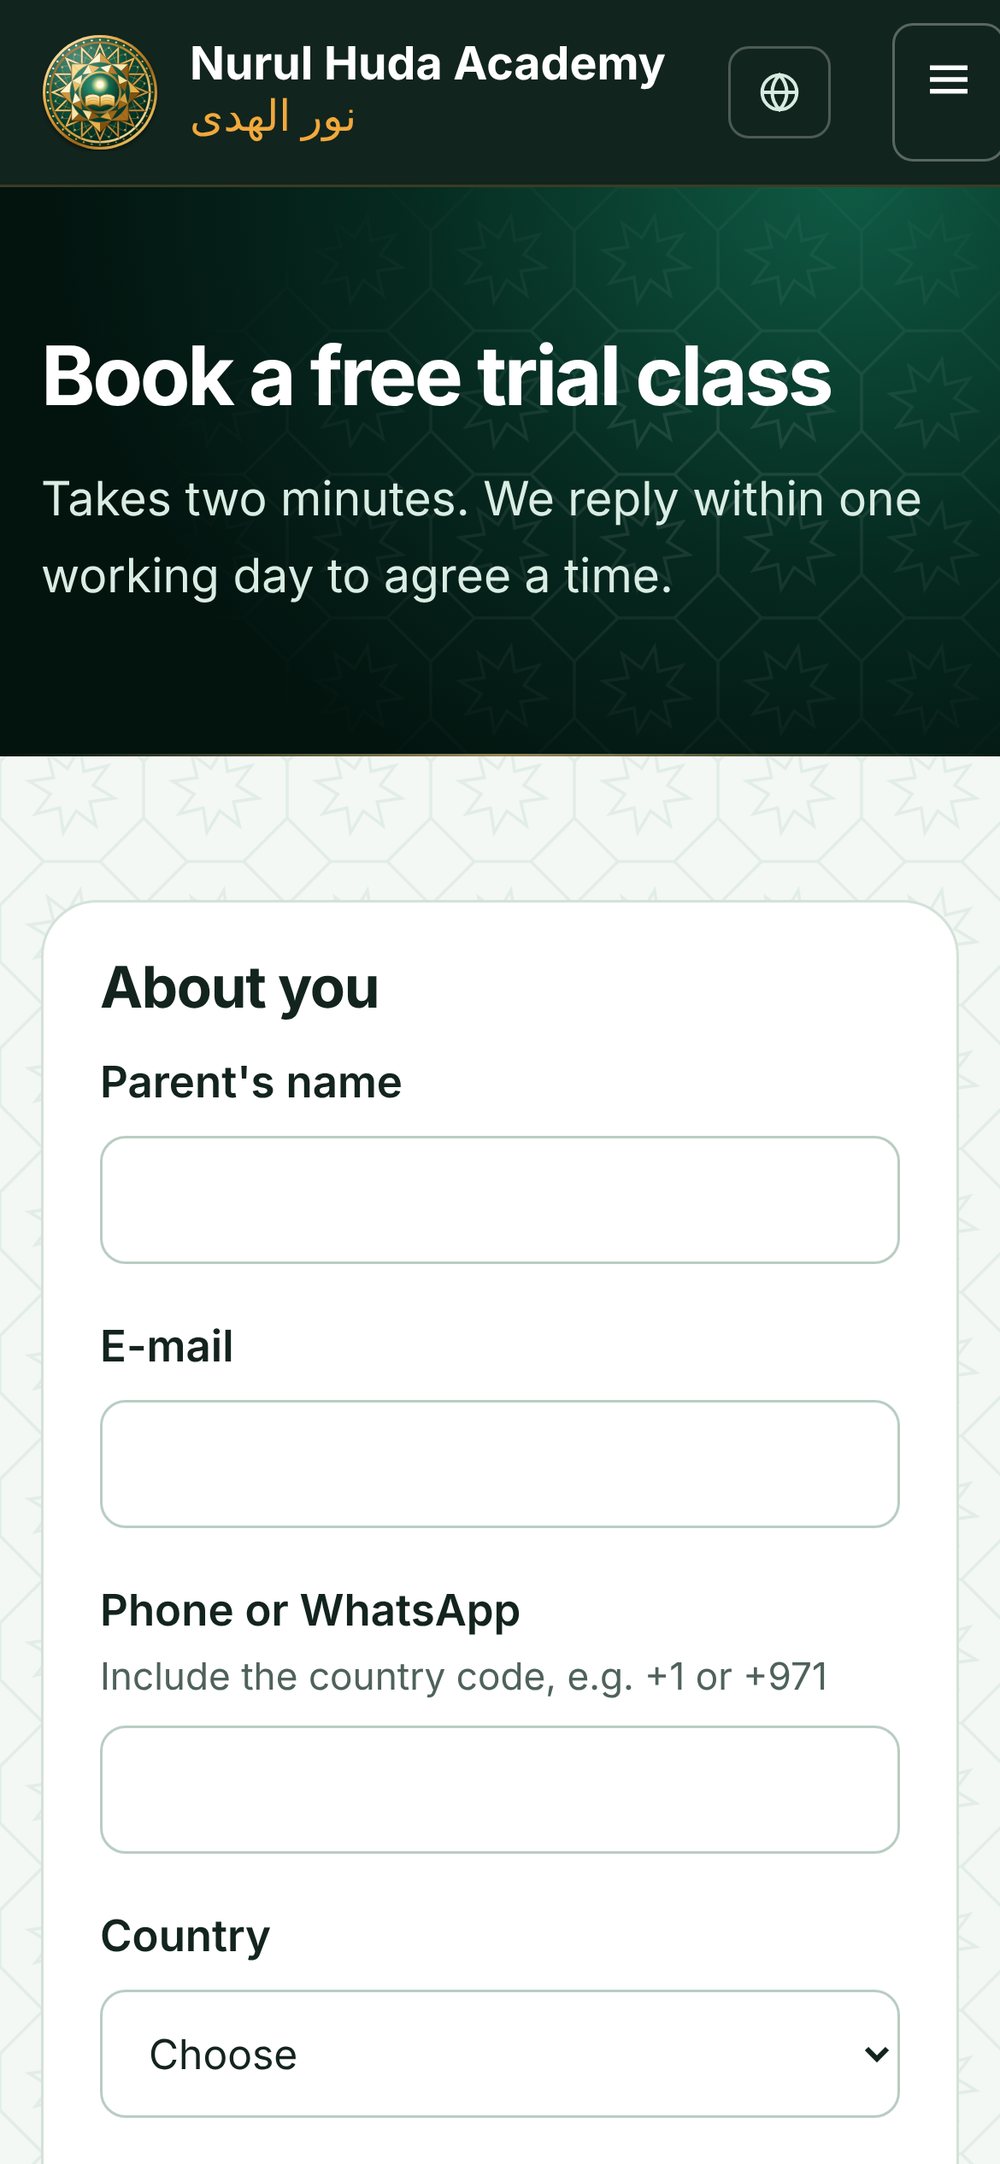 Nurul Huda Academy
نور الهدى
Book a free trial class
Takes two minutes. We reply within one
working day to agree a time.
About you
Parent's name
E-mail
Phone or WhatsApp
Include the country code, e.g. +1 or +971
Country
Choose